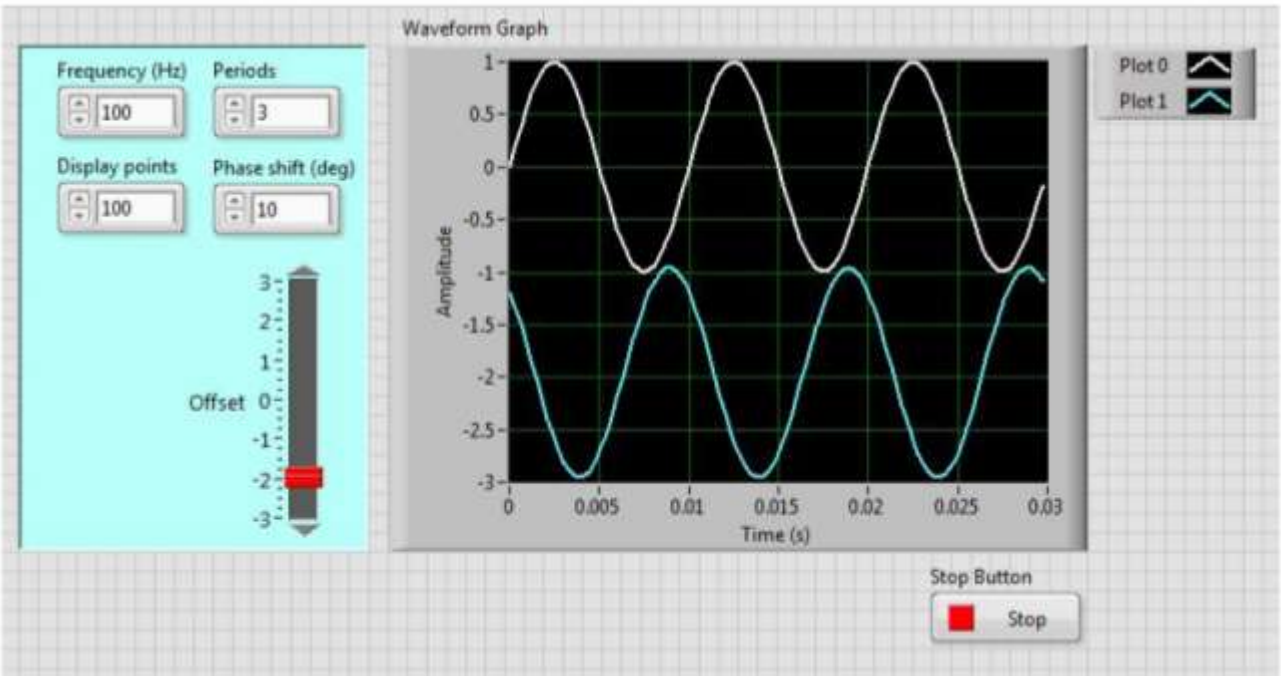 Waveform Graph
Frequency (Hz) Periods
100 3
Display points Phase shift (deg)
100 10
3
2
1
Offset 0
-1
-2
-3
Amplitude
1
0.5
0
-0.5
-1
-1.5
-2
-2.5
-3
0 0.005 0.01 0.015 0.02 0.025 0.03
Time (s)
Plot 0
Plot 1
Stop Button
Stop